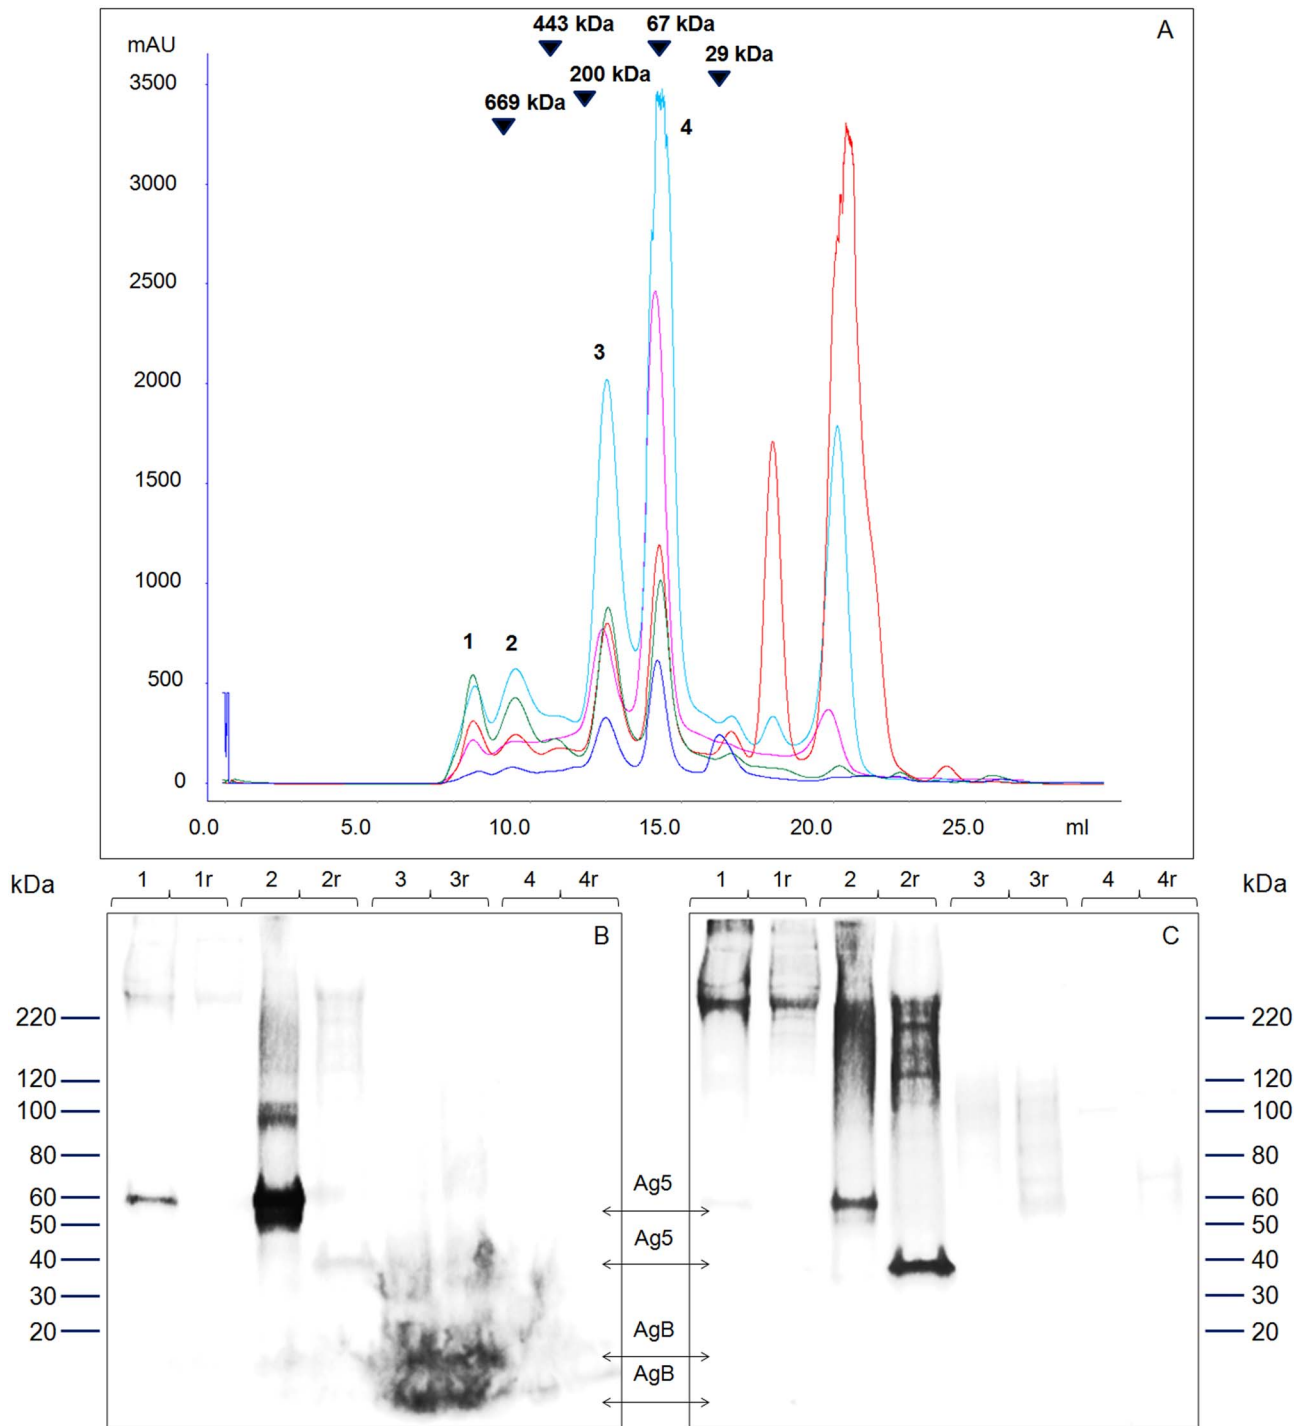 443 kDa 67 kDa A
mAU
29 kDa
3500
200 kDa
669 kDa
4
3000
2500
3
2000
1500
1000
1 2
500
0
0.0 5.0 10.0 15.0 20.0 25.0 ml
kDa 1 1r 2 2r 3 3r 4 4r 1 1r 2 2r 3 3r 4 4r kDa
B C
220 220
120 120
100 100
80 80
Ag5
60 60
50 50
Ag5
40 40
30 30
20 AgB 20
AgB